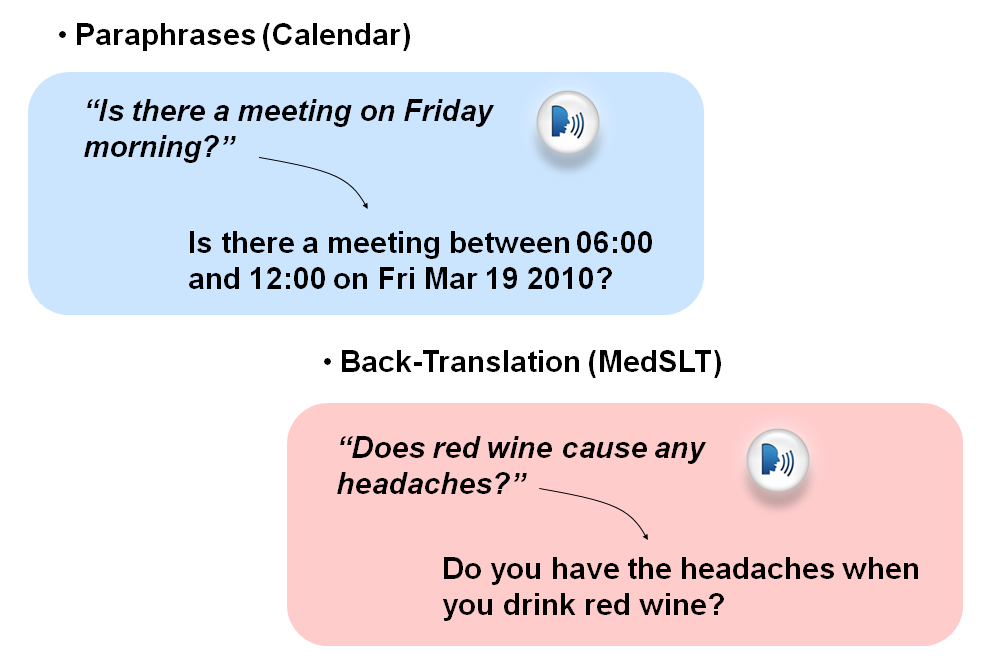 • Paraphrases (Calendar)
“Is there a meeting on Friday
morning?”
Is there a meeting between 06:00
and 12:00 on Fri Mar 19 2010?
• Back-Translation (MedSLT)
“Does red wine cause any
headaches?”
Do you have the headaches when
you drink red wine?